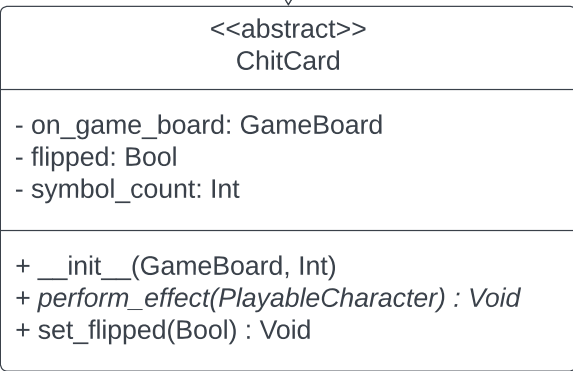 <<abstract>>
ChitCard
- on_game_board: GameBoard
- flipped: Bool
- symbol_count: Int
+ __init__(GameBoard, Int)
+ perform_effect(PlayableCharacter) : Void
+ set_flipped(Bool) : Void